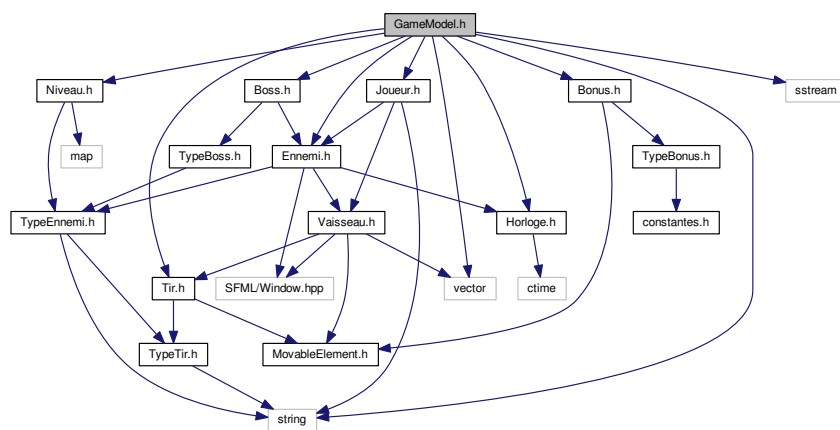 GameModel.h
Niveau.h
Boss.h
Joueur.h
Bonus.h
sstream
map
TypeBoss.h
Ennemi.h
TypeBonus.h
TypeEnnemi.h
Vaisseau.h
Horloge.h
constantes.h
Tir.h
SFML/Window.hpp
vector
ctime
TypeTir.h
MovableElement.h
string